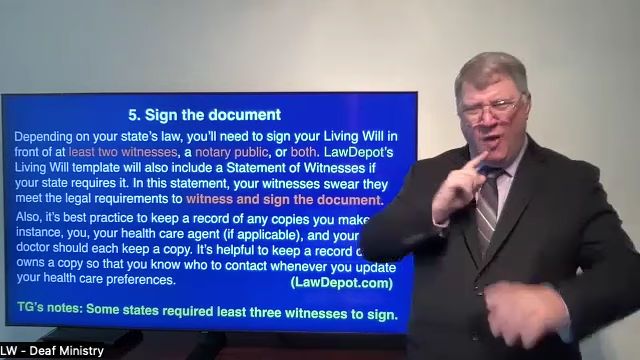 5. Sign the document
Depending on your state's law, you'll need to sign your Living Will in
front of at least two witnesses, a notary public, or both. LawDepot's
Living Will template will also include a Statement of Witnesses if
your state requires it. In this statement, your witnesses swear they
meet the legal requirements to witness and sign the document.
Also, it's best practice to keep a record of any copies you make
instance, you, your health care agent (if applicable), and your
doctor should each keep a copy. It's helpful to keep a record
owns a copy so that you know who to contact whenever you update
your health care preferences. (LawDepot.com)
TG's notes: Some states required least three witnesses to sign.
LW - Deaf Ministry